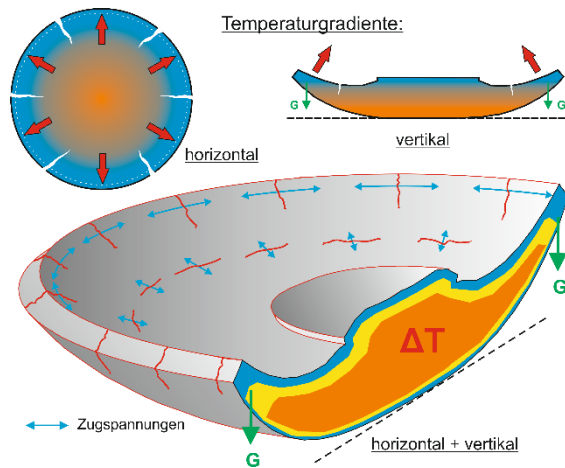 Temperaturgradiente:
G
G
horizontal
vertikal
G
ΔT
Zugspannungen
G
horizontal + vertikal